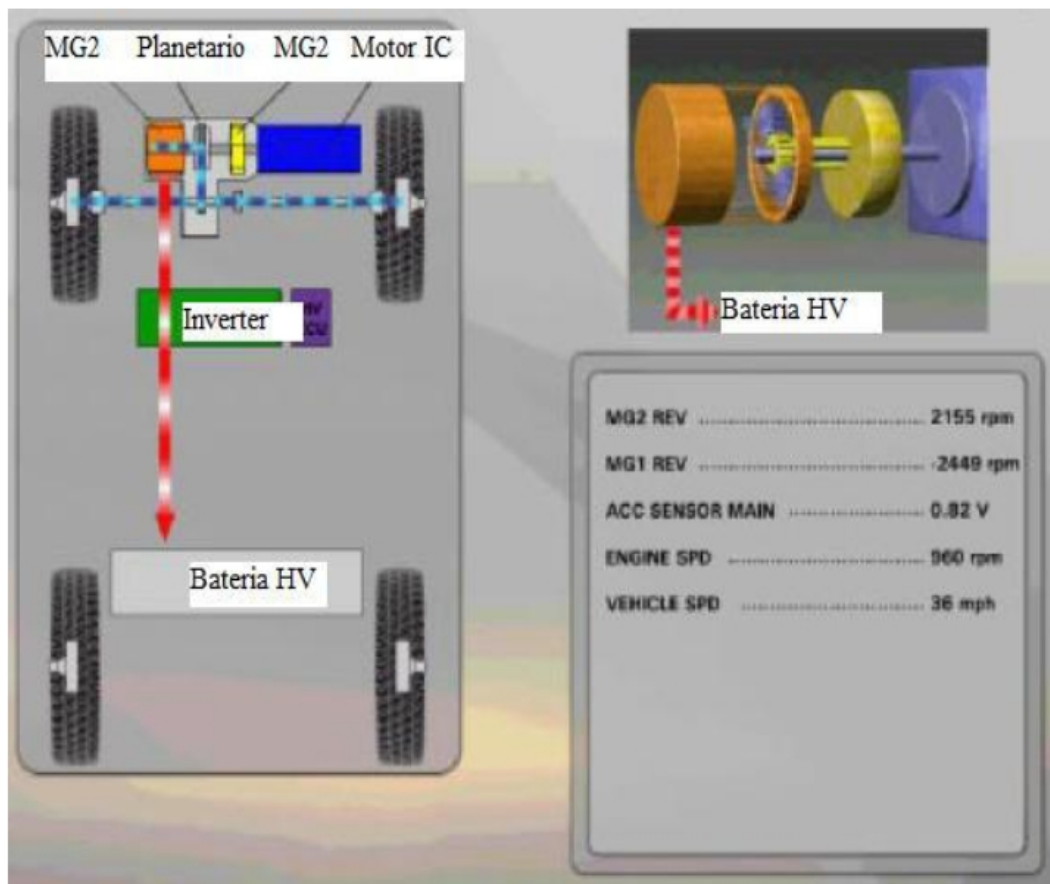 MG2 Planetario MG2 Motor IC
Inverter
CU
Bateria HV
Bateria HV
MG2 REV ........................... 2155 rpm
MG1 REV ........................... -2449 rpm
ACC SENSOR MAIN ................ 0.82 V
ENGINE SPD ........................ 960 rpm
VEHICLE SPD ....................... 36 mph